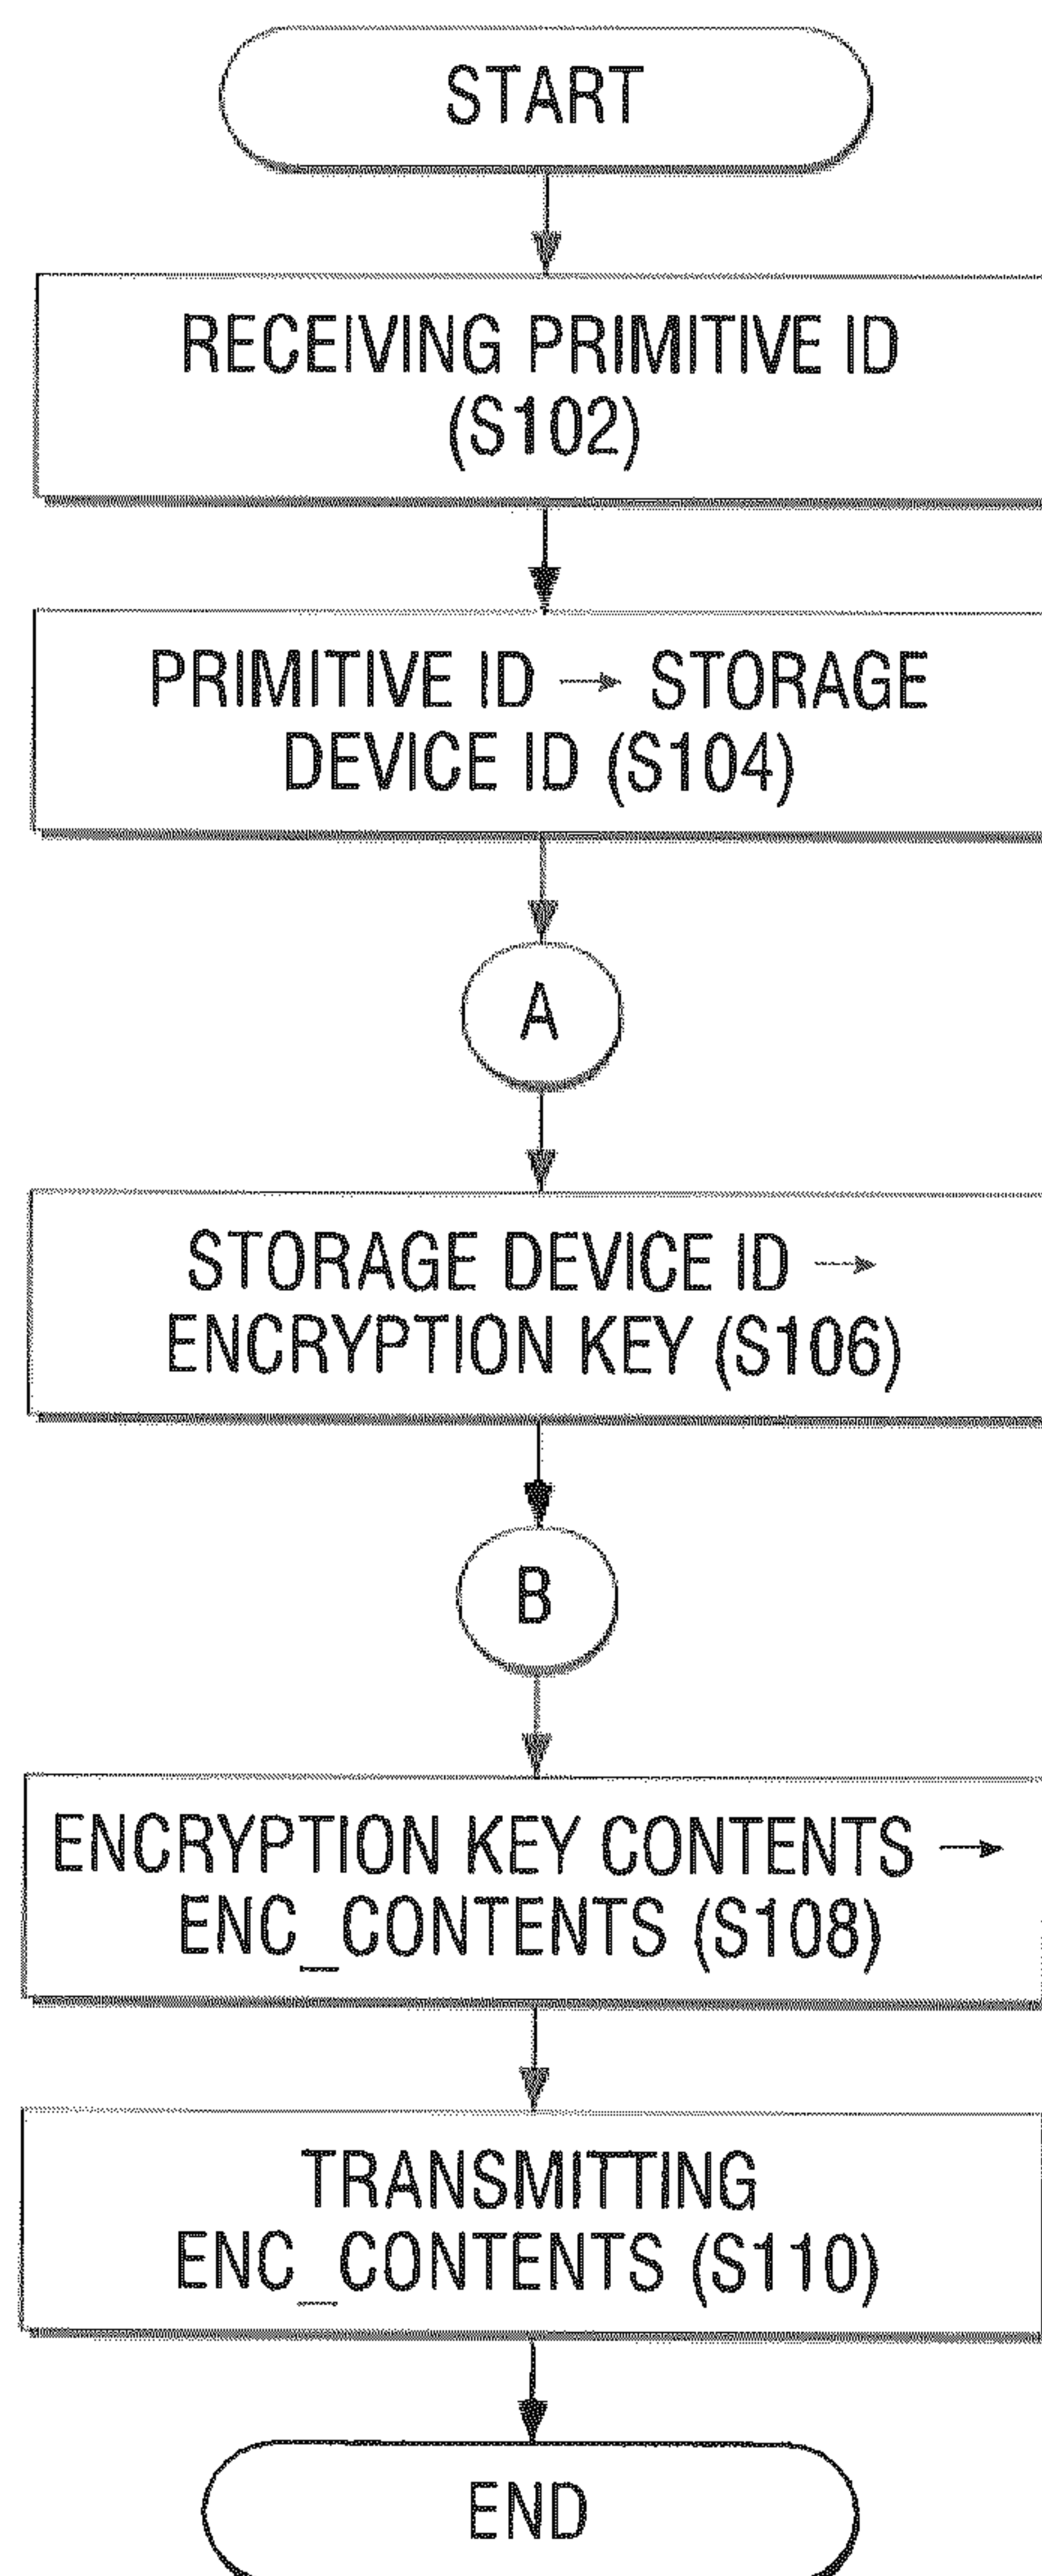 START
RECEIVING PRIMITIVE ID
(S102)
PRIMITIVE ID → STORAGE
DEVICE ID (S104)
A
STORAGE DEVICE ID →
ENCRYPTION KEY (S106)
B
ENCRYPTION KEY CONTENTS →
ENC_CONTENTS (S108)
TRANSMITTING
ENC_CONTENTS (S110)
END